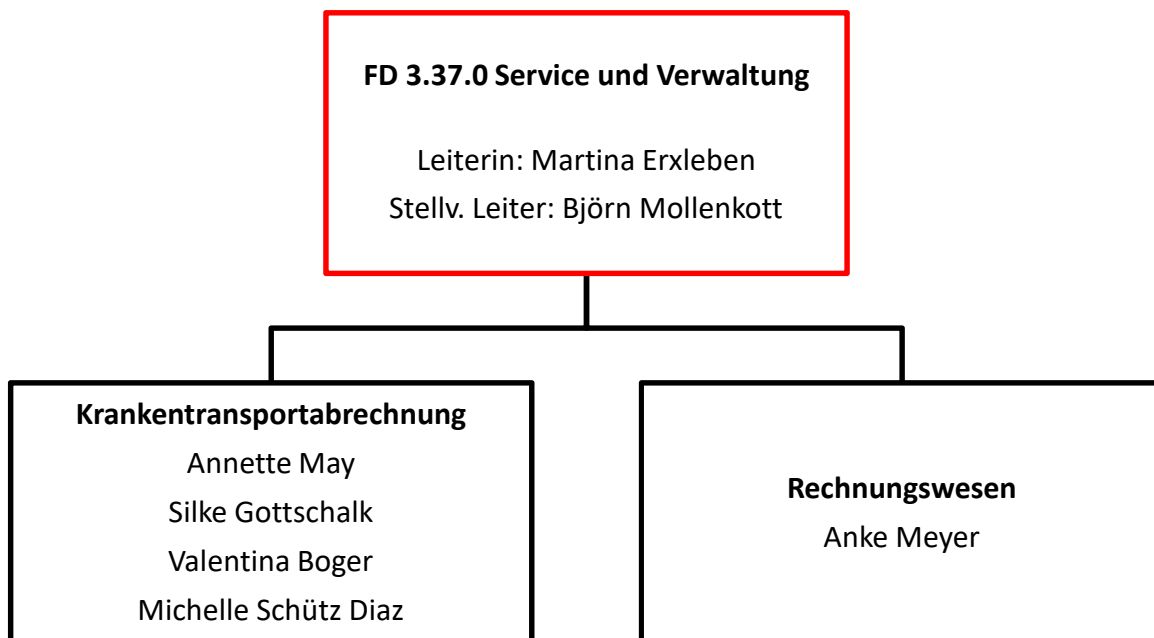 FD 3.37.0 Service und Verwaltung
Leiterin: Martina Erxleben
Stellv. Leiter: Björn Mollenkott
Krankentransportabrechnung
Annette May
Silke Gottschalk
Valentina Boger
Michelle Schütz Diaz
Rechnungswesen
Anke Meyer